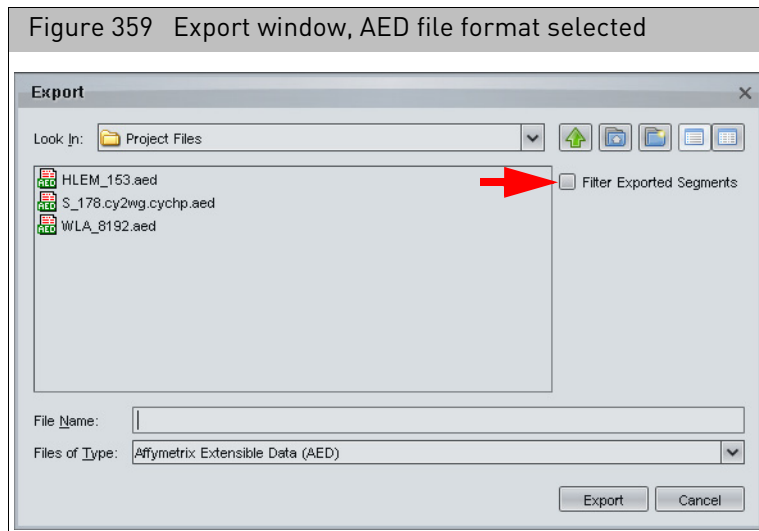 Figure 359 Export window, AED file format selected
Export
Look In: Project Files
HLEM_153.aed
S_178.cy2wg.cychp.aed
WLA_8192.aed
Filter Exported Segments
File Name:
Files of Type: Affymetrix Extensible Data (AED)
Export Cancel